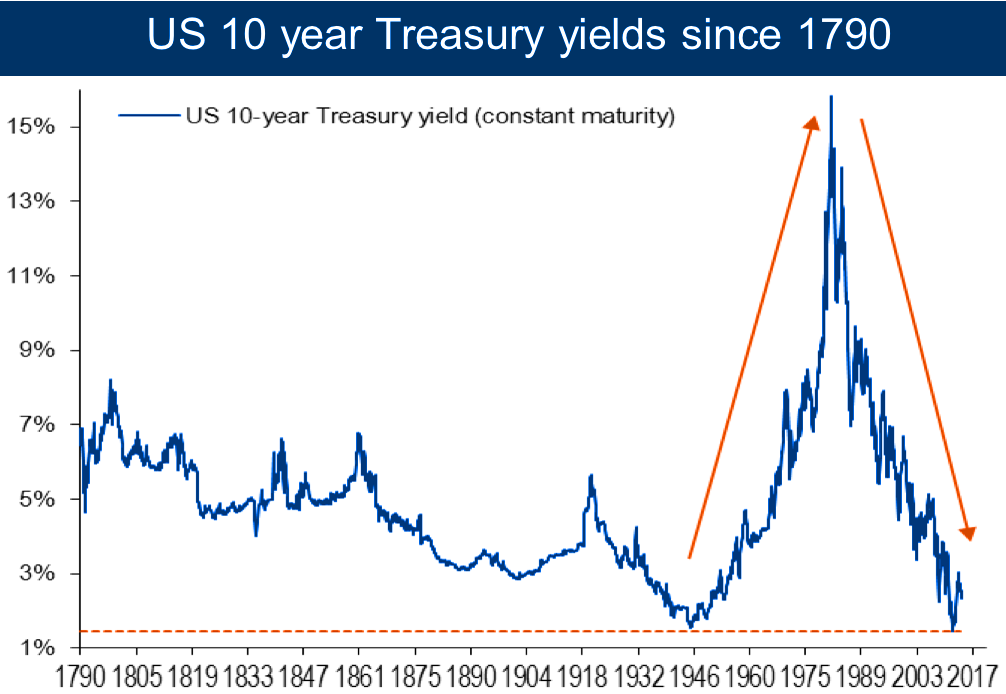 US 10 year Treasury yields since 1790
US 10-year Treasury yield (constant maturity)
15%
13%
11%
9%
7%
5%
3%
1%
1790 1805 1819 1833 1847 1861 1875 1890 1904 1918 1932 1946 1960 1975 1989 2003 2017